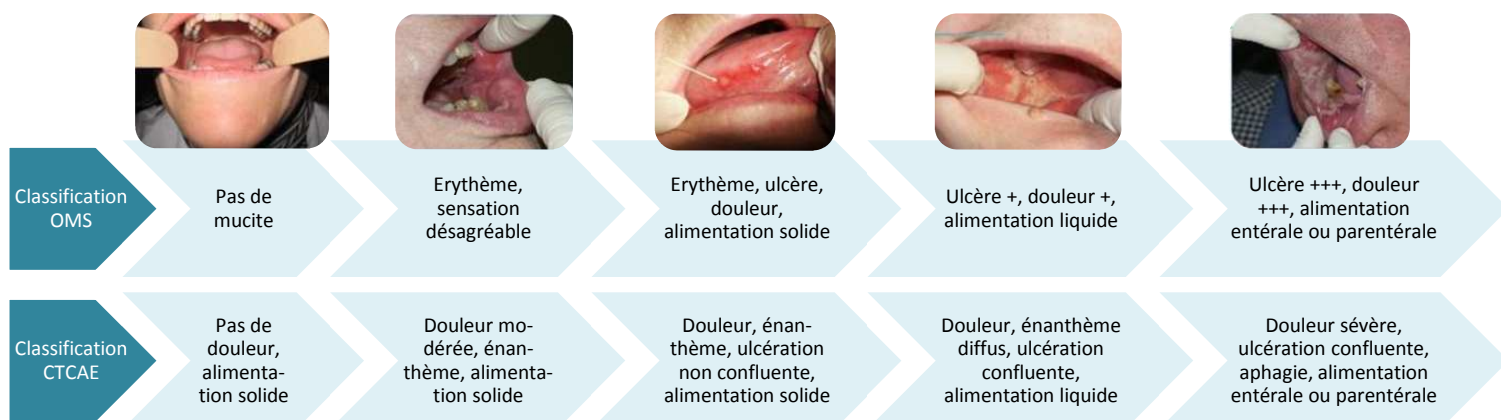 Classification
OMS
Pas de
mucite
Erythème,
sensation
désagréable
Erythème, ulcère,
douleur,
alimentation solide
Ulcère +, douleur +,
alimentation liquide
Ulcère +++, douleur
+++, alimentation
entérale ou parentérale
Classification
CTCAE
Pas de
douleur,
alimenta-
tion solide
Douleur mo-
dérée, énan-
thème, alimenta-
tion solide
Douleur, énan-
thème, ulcération
non confluente,
alimentation solide
Douleur, énanthème
diffus, ulcération
confluente,
alimentation liquide
Douleur sévère,
ulcération confluente,
aphagie, alimentation
entérale ou parentérale